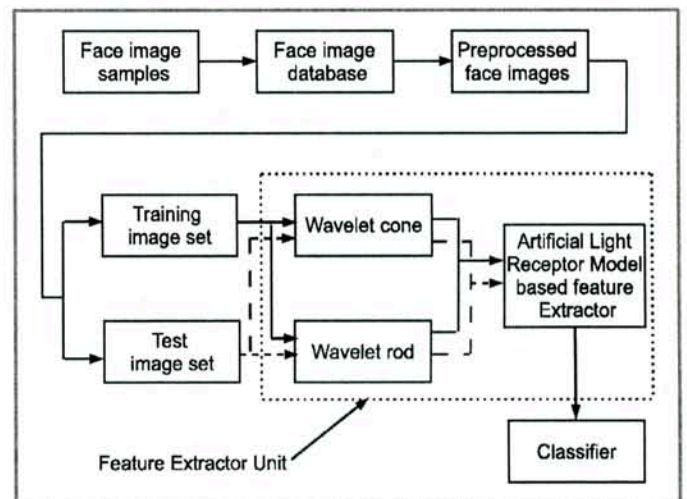 Face image
samples
Face image
database
Preprocessed
face images
Training
image set
Wavelet cone
Artificial Light
Receptor Model
based feature
Extractor
Test
image set
Wavelet rod
Feature Extractor Unit
Classifier